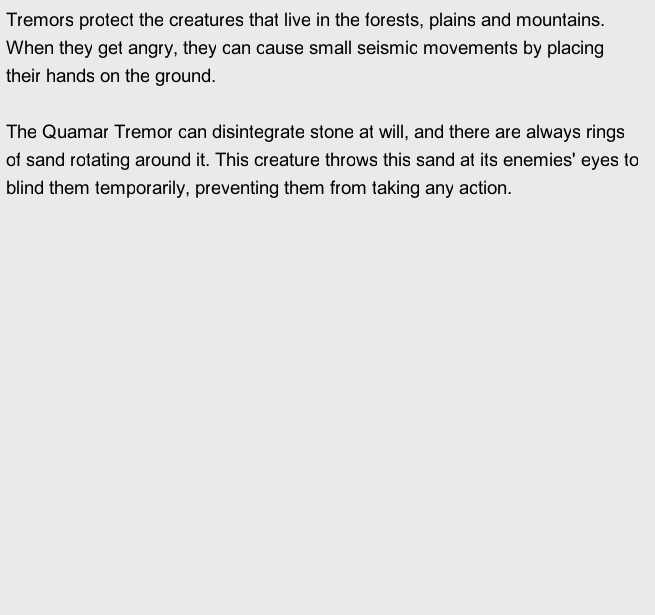 Tremors protect the creatures that live in the forests, plains and mountains.
When they get angry, they can cause small seismic movements by placing
their hands on the ground.

The Quamar Tremor can disintegrate stone at will, and there are always rings
of sand rotating around it. This creature throws this sand at its enemies' eyes to
blind them temporarily, preventing them from taking any action.